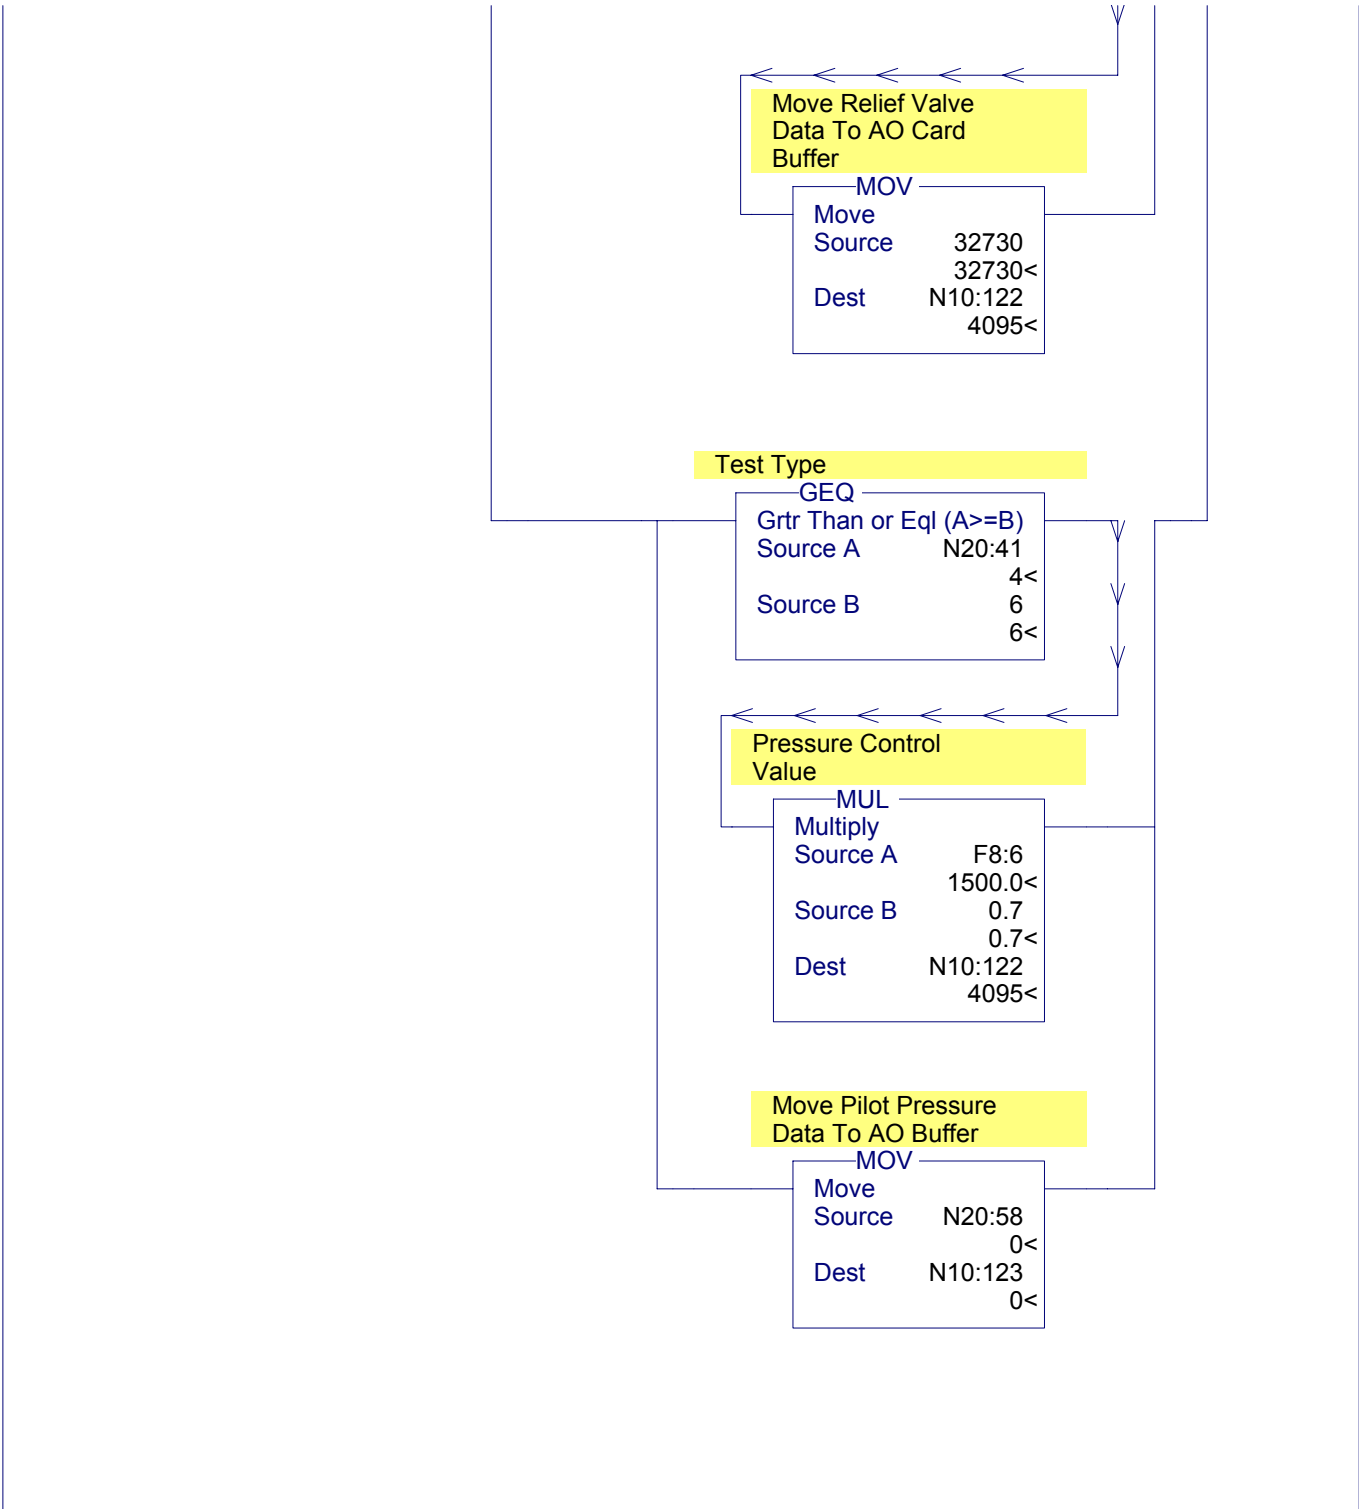 Move Relief Valve
Data To AO Card
Buffer
MOV
Move
Source 32730
32730<
Dest N10:122
4095<
Test Type
GEQ
Grtr Than or Eql (A>=B)
Source A N20:41
4<
Source B 6
6<
Pressure Control
Value
MUL
Multiply
Source A F8:6
1500.0<
Source B 0.7
0.7<
Dest N10:122
4095<
Move Pilot Pressure
Data To AO Buffer
MOV
Move
Source N20:58
0<
Dest N10:123
0<